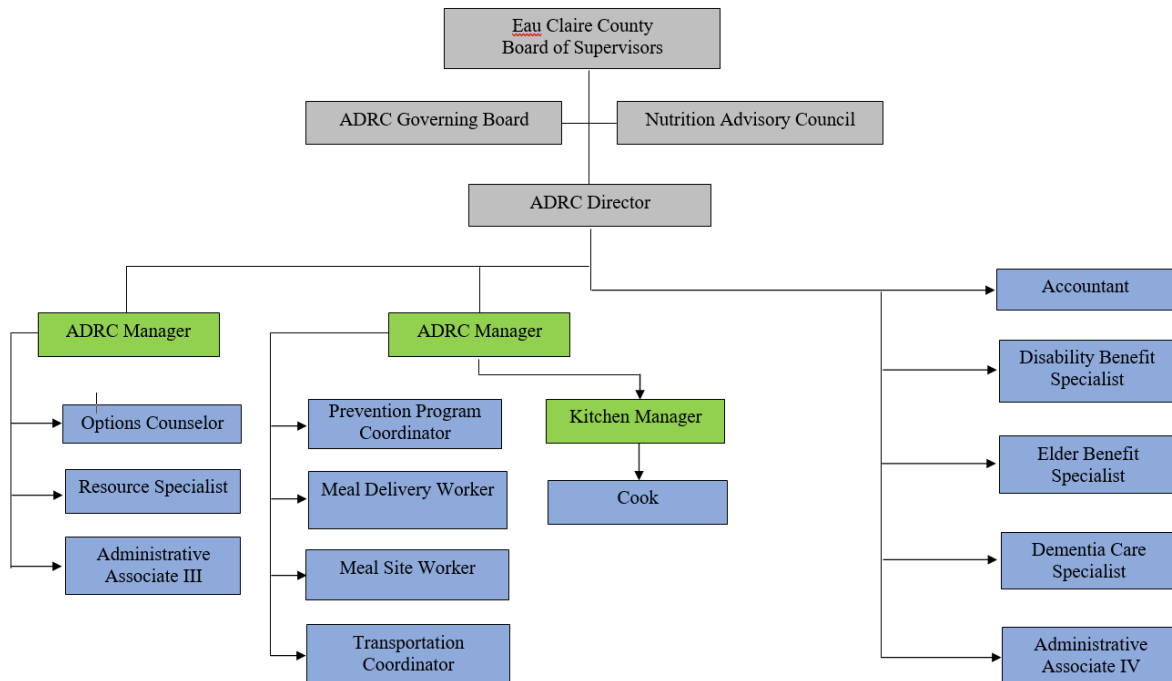 Eau Claire County
Board of Supervisors
ADRC Governing Board
Nutrition Advisory Council
ADRC Director
Accountant
ADRC Manager
ADRC Manager
Disability Benefit
Specialist
Options Counselor
Prevention Program
Coordinator
Kitchen Manager
Elder Benefit
Specialist
Resource Specialist
Meal Delivery Worker
Cook
Administrative
Associate III
Meal Site Worker
Dementia Care
Specialist
Transportation
Coordinator
Administrative
Associate IV